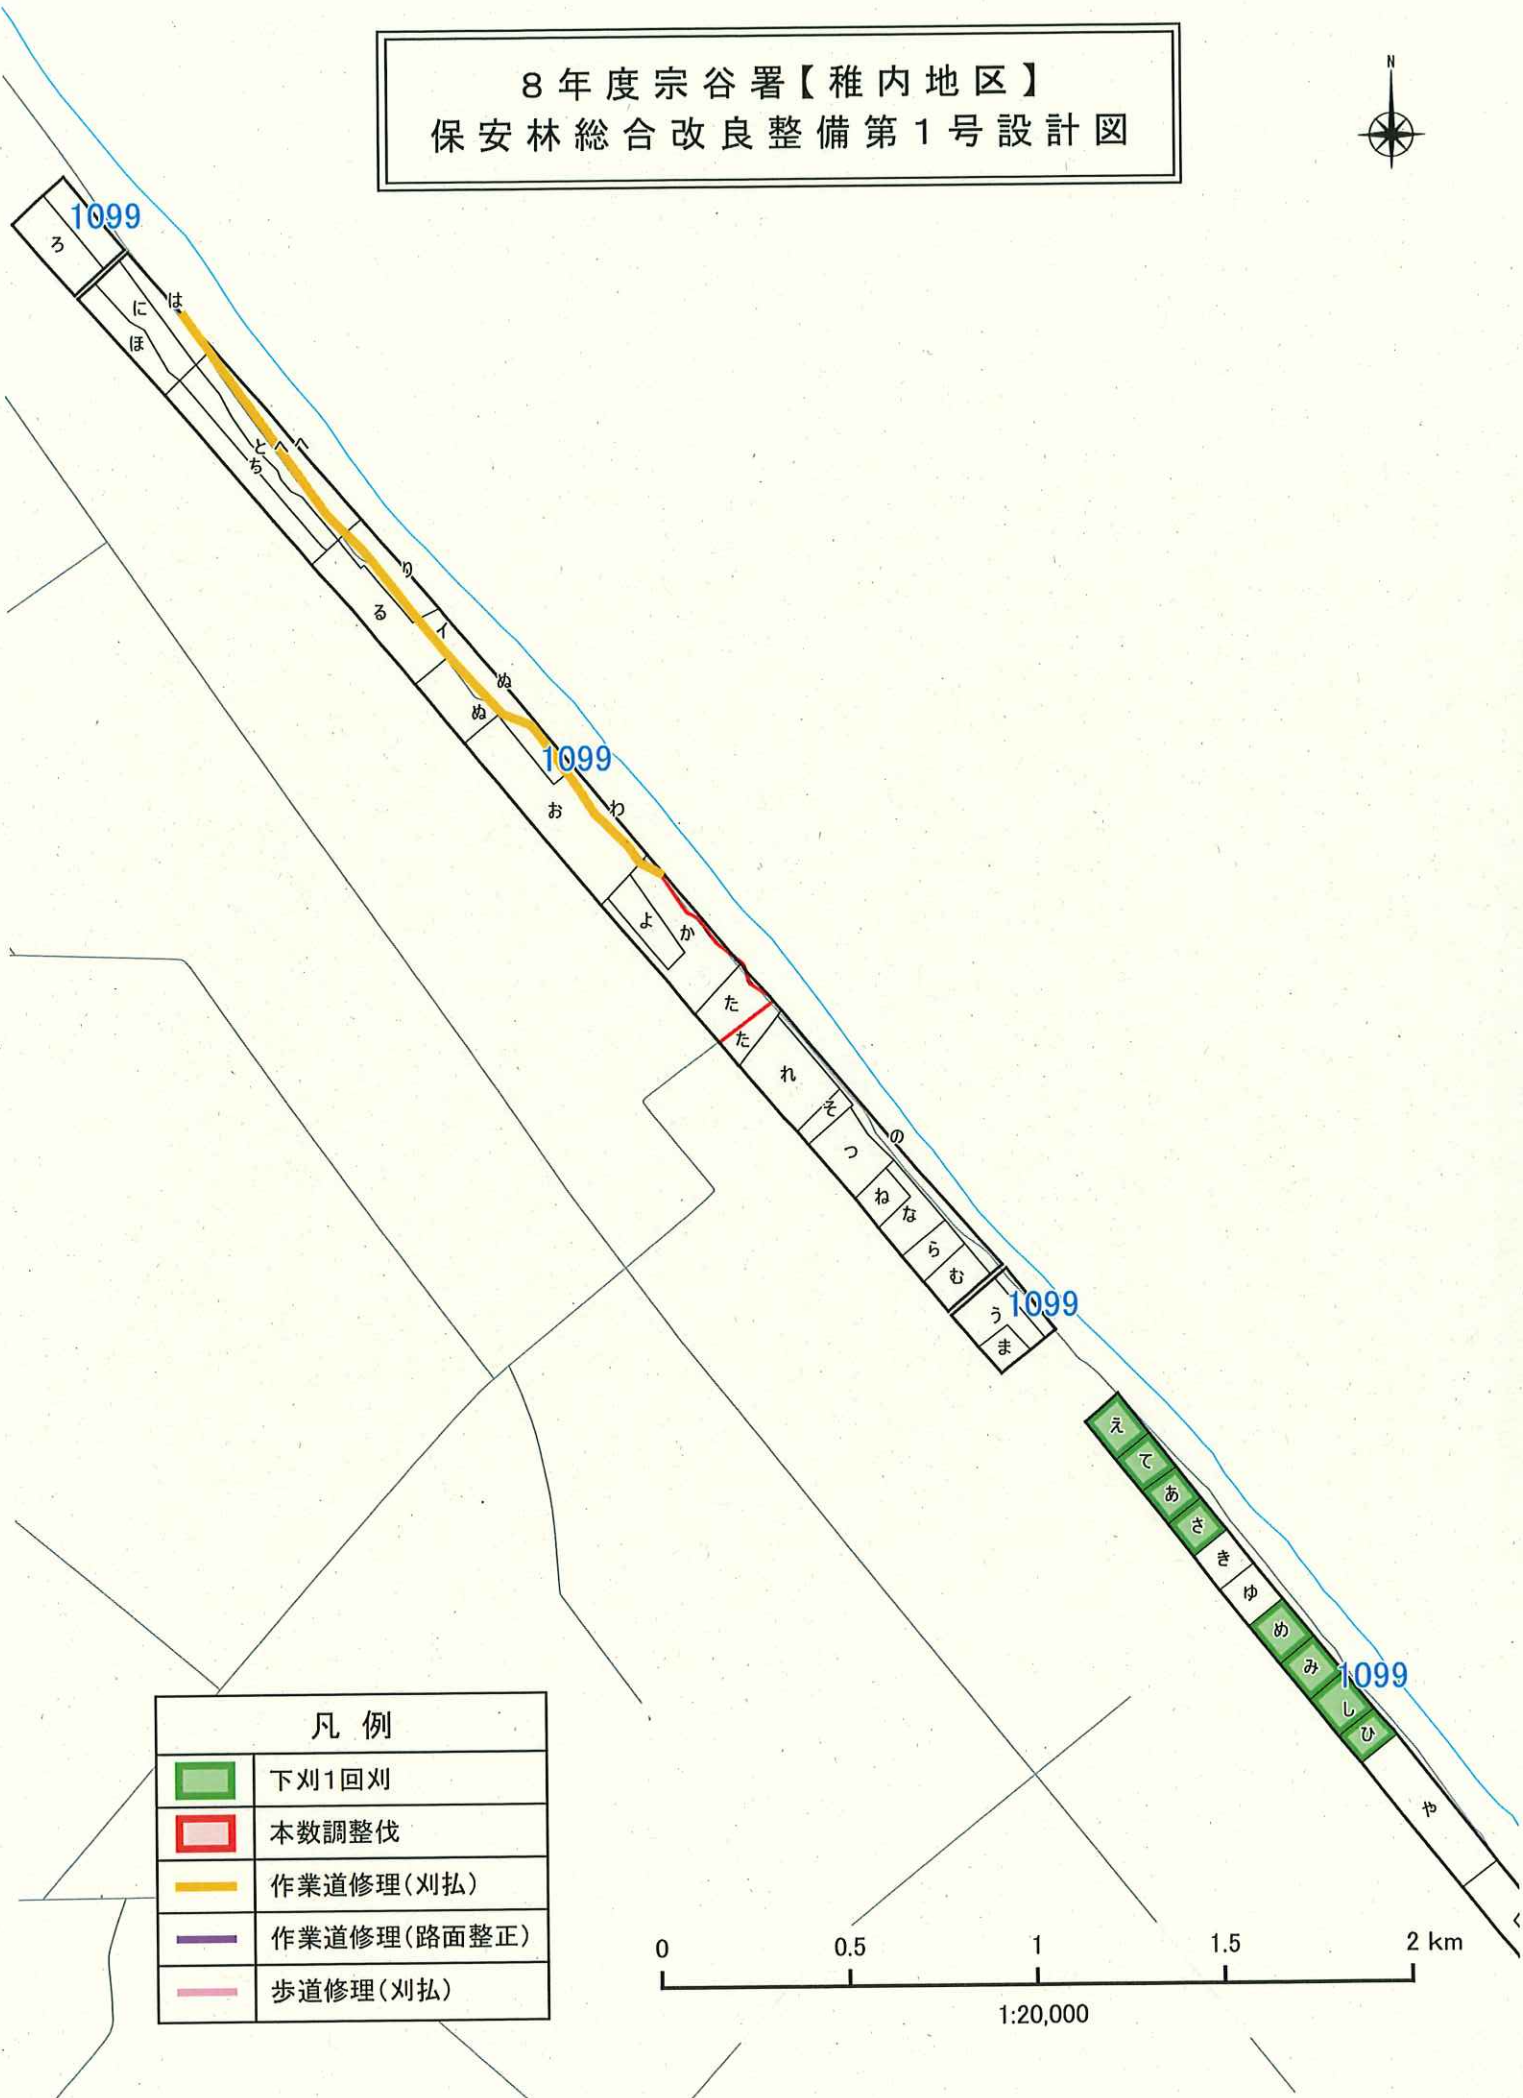 8年度宗谷署【稚内地区】
保安林総合改良整備第1号設計図
N
1099
ろ
は
に
ほ
へ
へ
と
ち
り
る
イ
ぬ
ぬ
1099
お
わ
よ
か
た
た
れ
そ
つ
の
ね
な
ら
む
う
1099
ま
え
て
あ
さ
き
ゆ
め
み
1099
し
ひ
や
く
凡例
下刈1回刈
本数調整伐
作業道修理(刈払)
作業道修理(路面整正)
歩道修理(刈払)
0 0.5 1 1.5 2 km
1:20,000